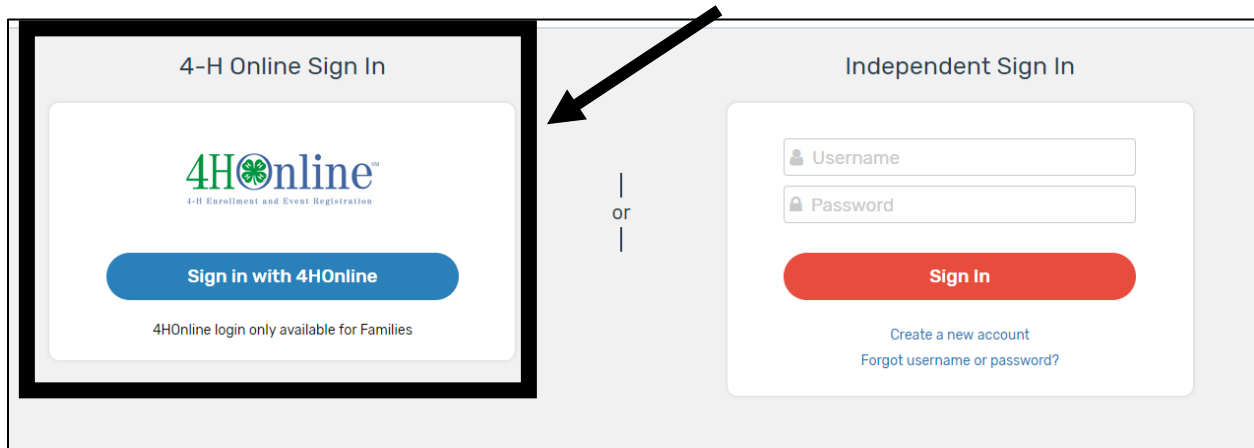 4-H Online Sign In
4HOnline℠
4-H Enrollment and Event Registration
Sign in with 4HOnline
4HOnline login only available for Families
or
Independent Sign In
Username
Password
Sign In
Create a new account
Forgot username or password?